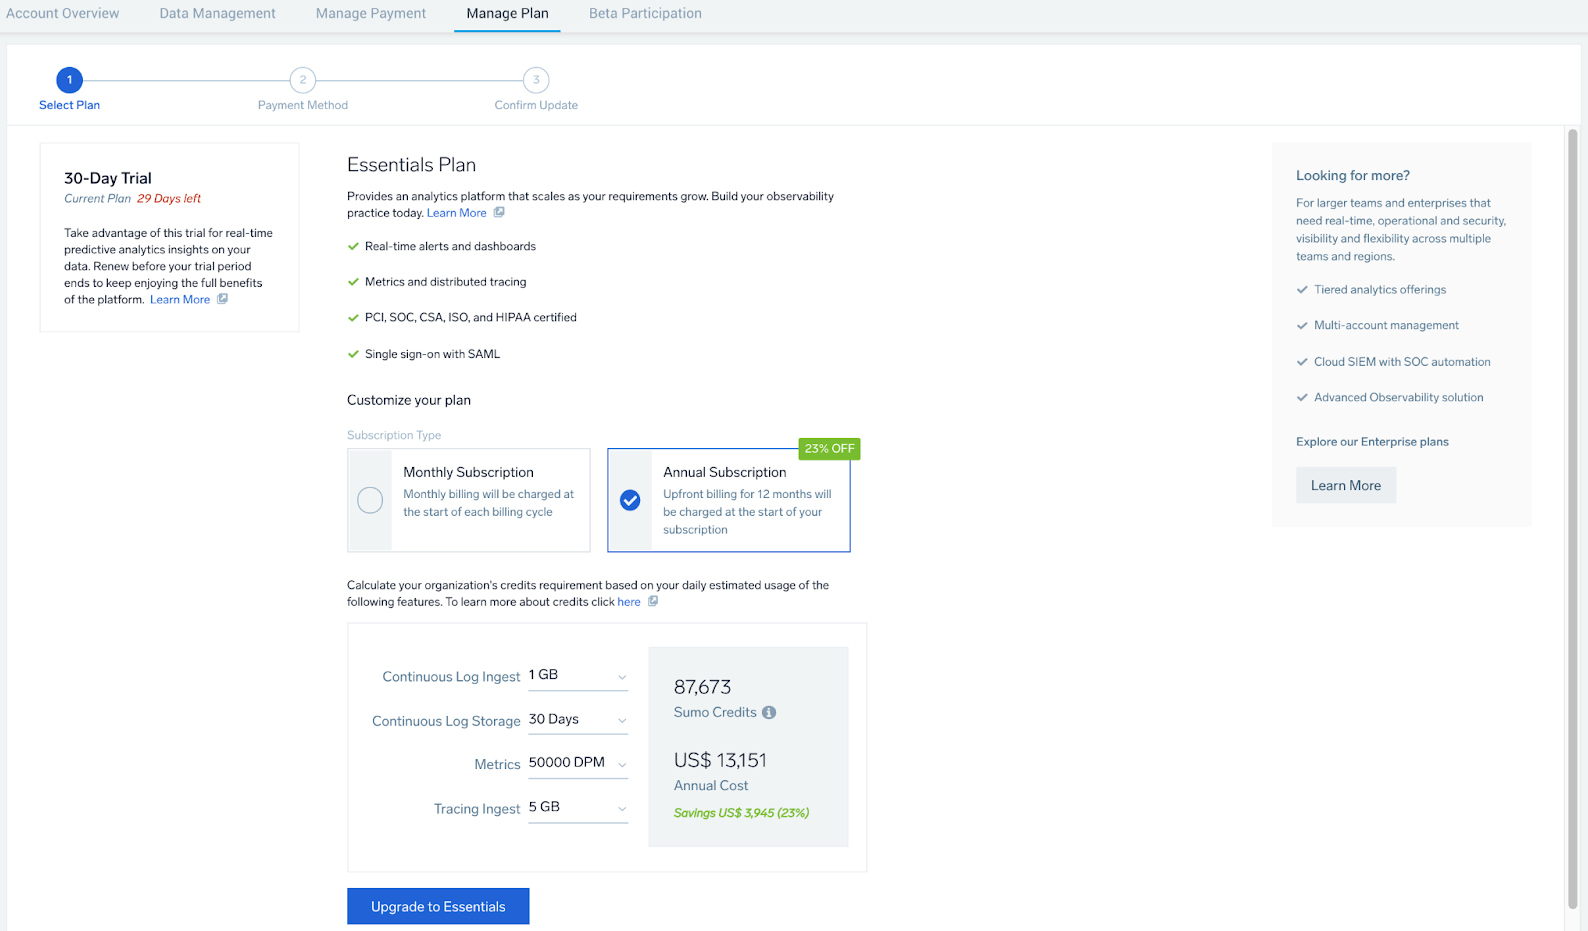 Account Overview
Data Management
Manage Payment
Manage Plan
Beta Participation
1
2
3
Select Plan
Payment Method
Confirm Update
30-Day Trial
Current Plan 29 Days left
Take advantage of this trial for real-time
predictive analytics insights on your
data. Renew before your trial period
ends to keep enjoying the full benefits
of the platform. Learn More
Essentials Plan
Provides an analytics platform that scales as your requirements grow. Build your observability
practice today. Learn More
Real-time alerts and dashboards
Metrics and distributed tracing
PCI, SOC, CSA, ISO, and HIPAA certified
Single sign-on with SAML
Customize your plan
Subscription Type
Monthly Subscription
Monthly billing will be charged at
the start of each billing cycle
23% OFF
Annual Subscription
Upfront billing for 12 months will
be charged at the start of your
subscription
Calculate your organization's credits requirement based on your daily estimated usage of the
following features. To learn more about credits click here
Continuous Log Ingest 1 GB
Continuous Log Storage 30 Days
Metrics 50000 DPM
Tracing Ingest 5 GB
87,673
Sumo Credits
US$ 13,151
Annual Cost
Savings US$ 3,945 (23%)
Upgrade to Essentials
Looking for more?
For larger teams and enterprises that
need real-time, operational and security,
visibility and flexibility across multiple
teams and regions.
Tiered analytics offerings
Multi-account management
Cloud SIEM with SOC automation
Advanced Observability solution
Explore our Enterprise plans
Learn More